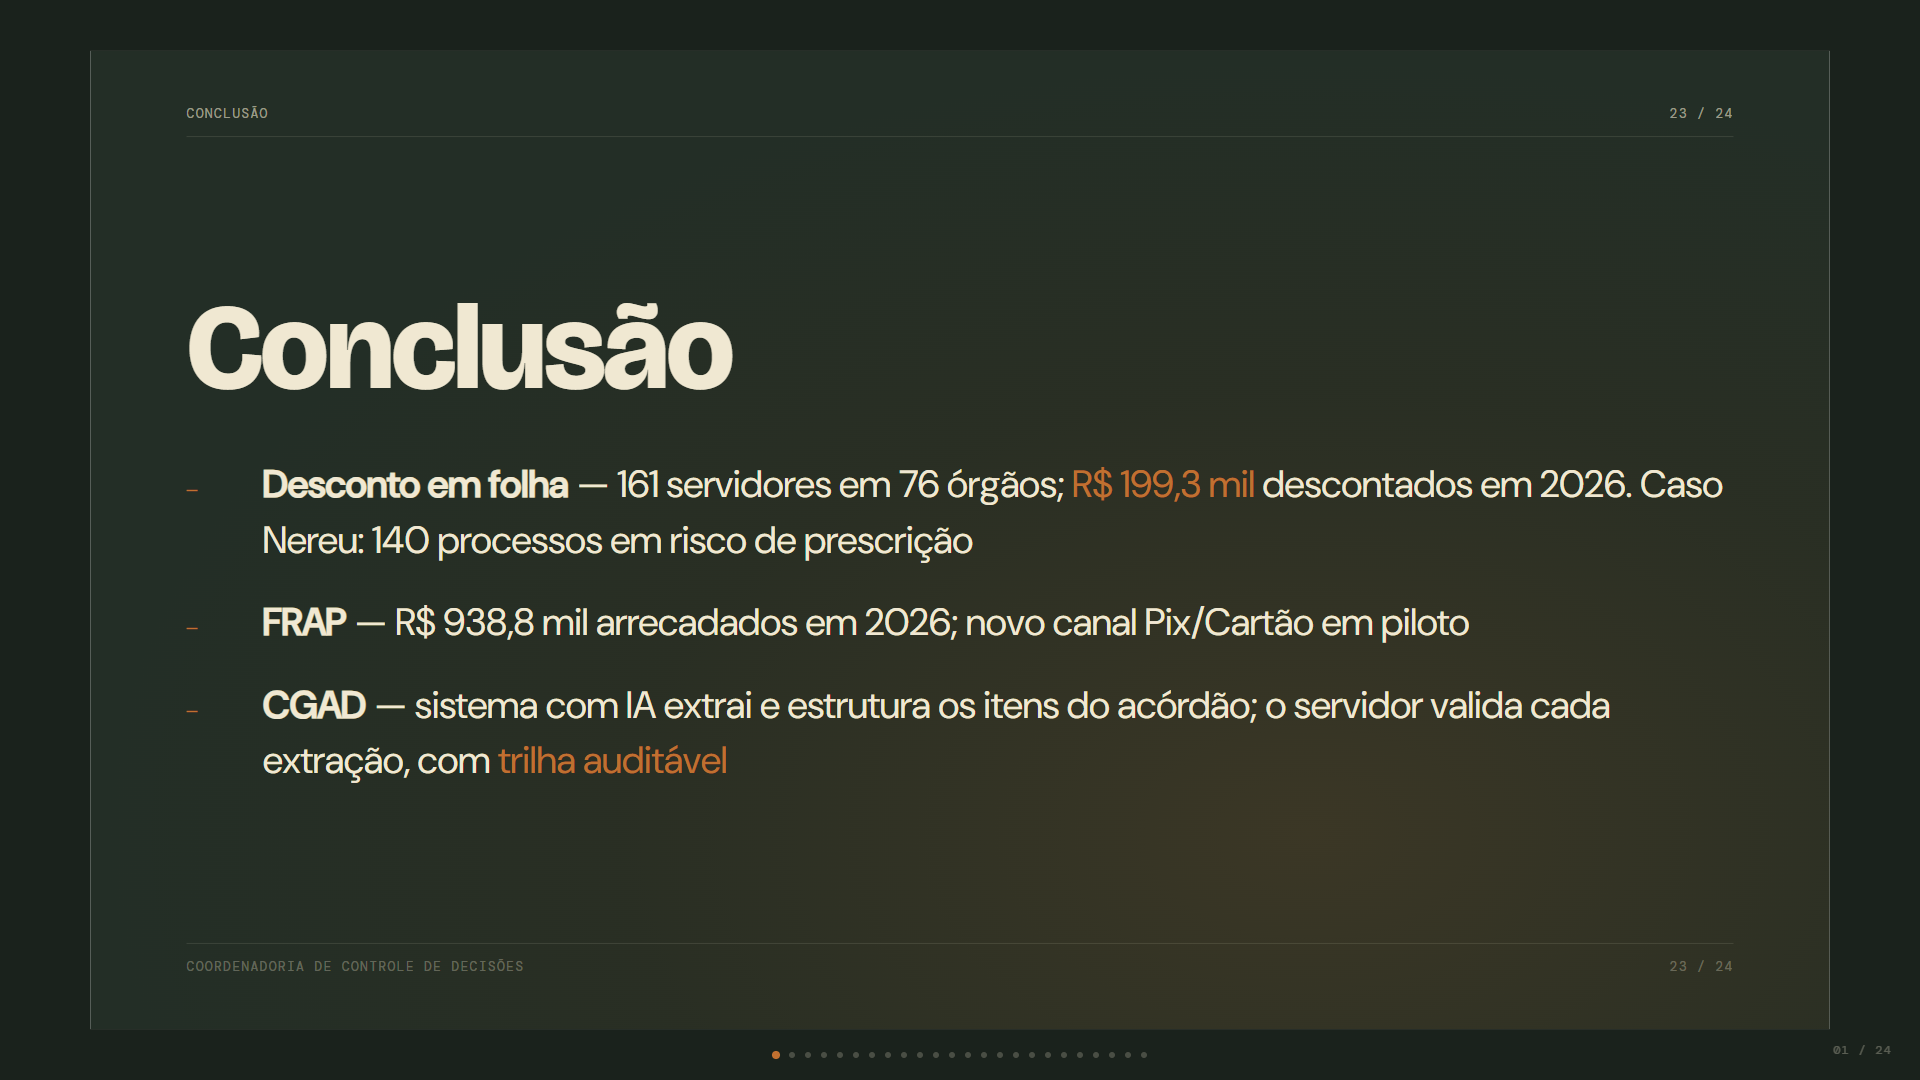 CONCLUSÃO
23 / 24
Conclusão
– Desconto em folha — 161 servidores em 76 órgãos; R$ 199,3 mil descontados em 2026. Caso
Nereu: 140 processos em risco de prescrição
– FRAP — R$ 938,8 mil arrecadados em 2026; novo canal Pix/Cartão em piloto
– CGAD — sistema com IA extrai e estrutura os itens do acórdão; o servidor valida cada
extração, com trilha auditável
COORDENADORIA DE CONTROLE DE DECISÕES
23 / 24
01 / 24